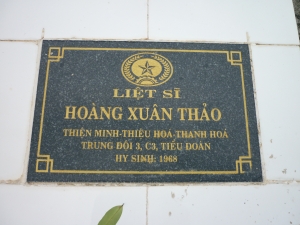 LIỆT SĨ
HOÀNG XUÂN THẢO
THIỆN MINH-THIỆU HOÁ-THANH HOÁ
TRUNG ĐỘI 3, C3, TIỂU ĐOÀN
HY SINH: 1968